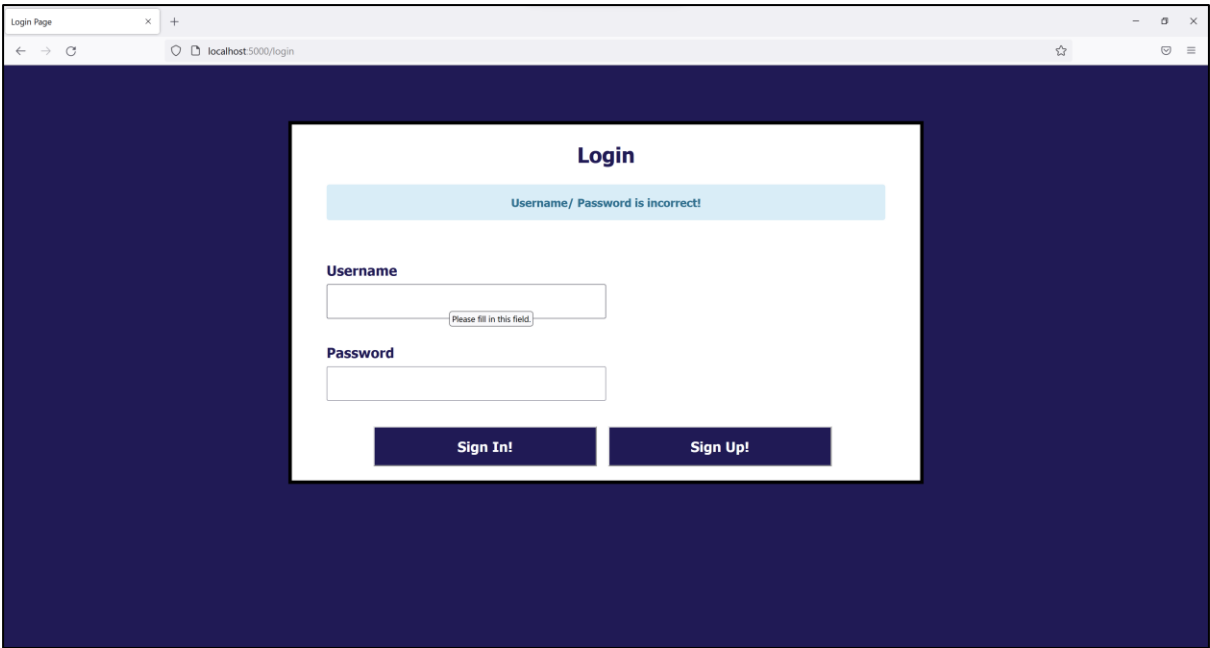 Login Page
localhost:5000/login
Login
Username/ Password is incorrect!
Username
Please fill in this field.
Password
Sign In! Sign Up!